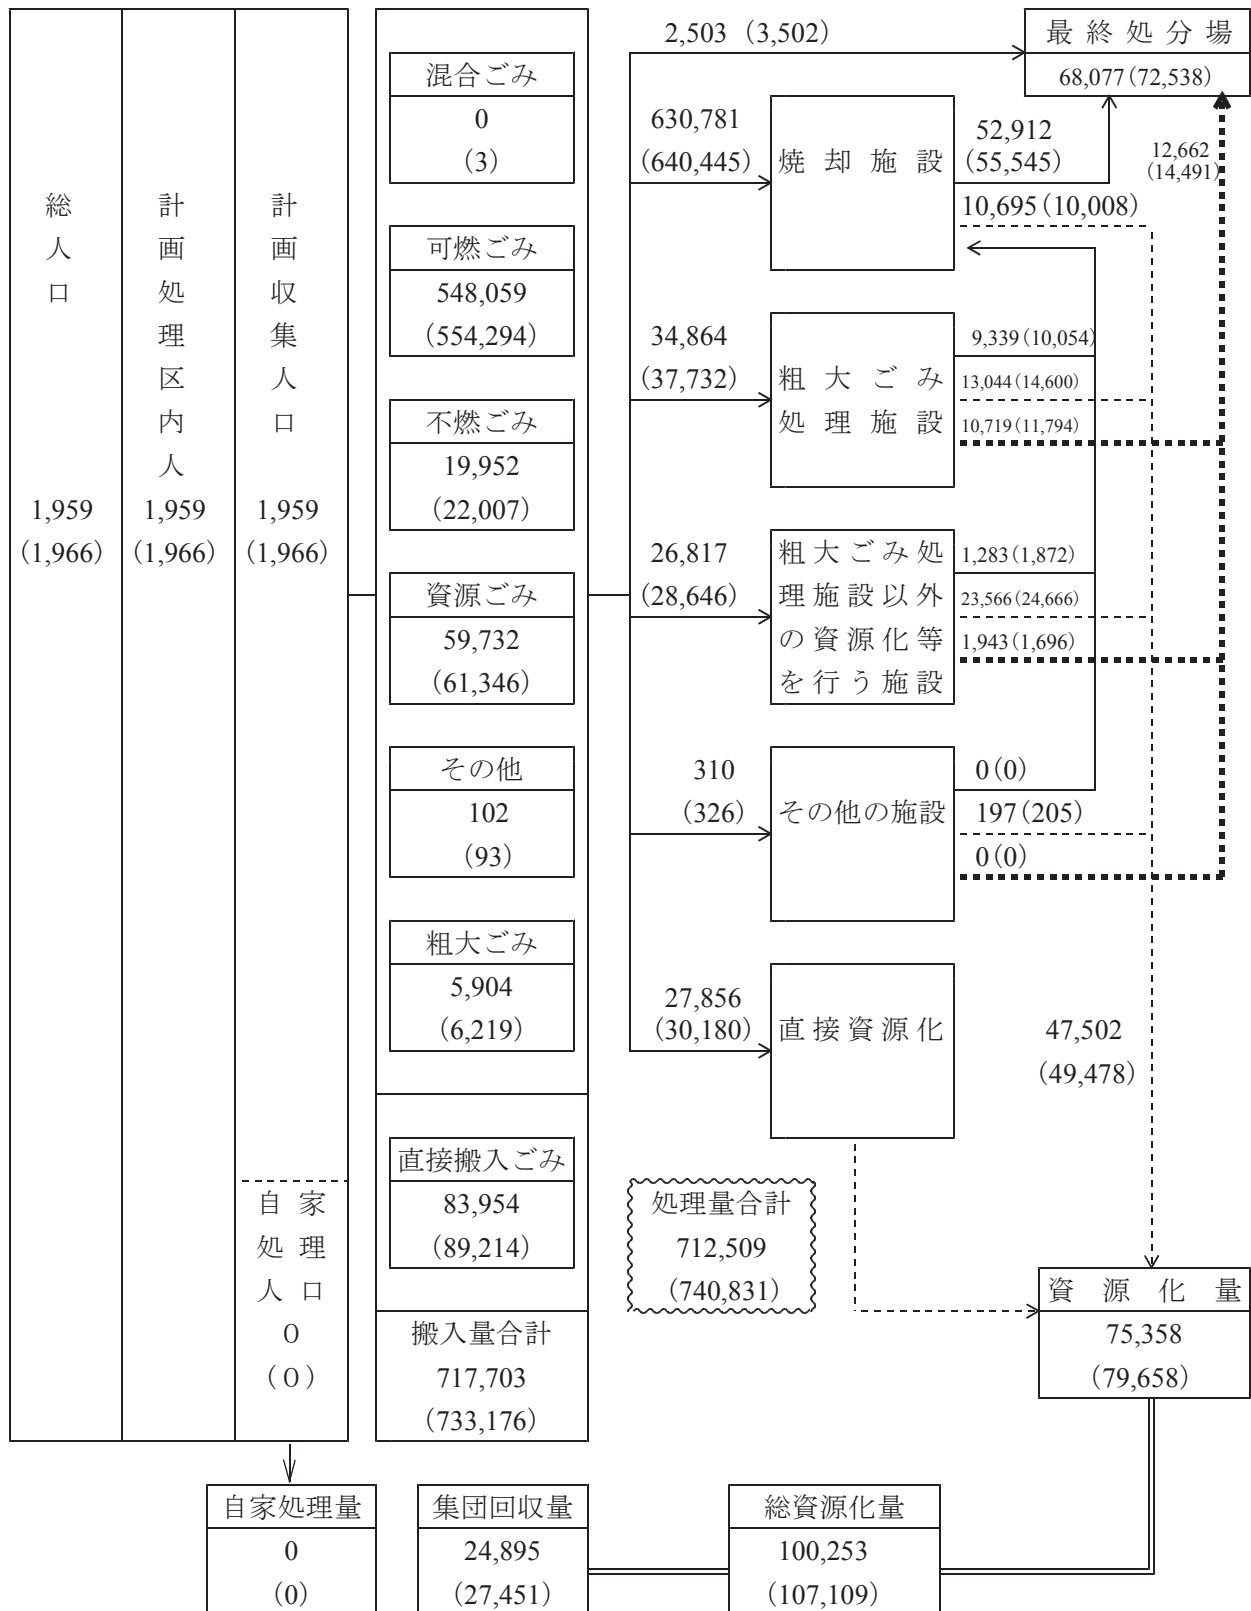 総人口
1,959
(1,966)
計画処理区内人
1,959
(1,966)
計画収集人口
1,959
(1,966)
自家
処理
人口
0
(0)
自家処理量
0
(0)
混合ごみ
0
(3)
可燃ごみ
548,059
(554,294)
不燃ごみ
19,952
(22,007)
資源ごみ
59,732
(61,346)
その他
102
(93)
粗大ごみ
5,904
(6,219)
直接搬入ごみ
83,954
(89,214)
搬入量合計
717,703
(733,176)
集団回収量
24,895
(27,451)
2,503 (3,502)
最終処分場
68,077(72,538)
630,781
(640,445)
焼却施設
52,912
(55,545)
10,695(10,008)
12,662
(14,491)
34,864
(37,732)
粗大ごみ
処理施設
9,339(10,054)
13,044(14,600)
10,719(11,794)
26,817
(28,646)
粗大ごみ処
理施設以外
の資源化等
を行う施設
1,283(1,872)
23,566(24,666)
1,943(1,696)
310
(326)
その他の施設
0(0)
197(205)
0(0)
27,856
(30,180)
直接資源化
47,502
(49,478)
処理量合計
712,509
(740,831)
資源化量
75,358
(79,658)
総資源化量
100,253
(107,109)